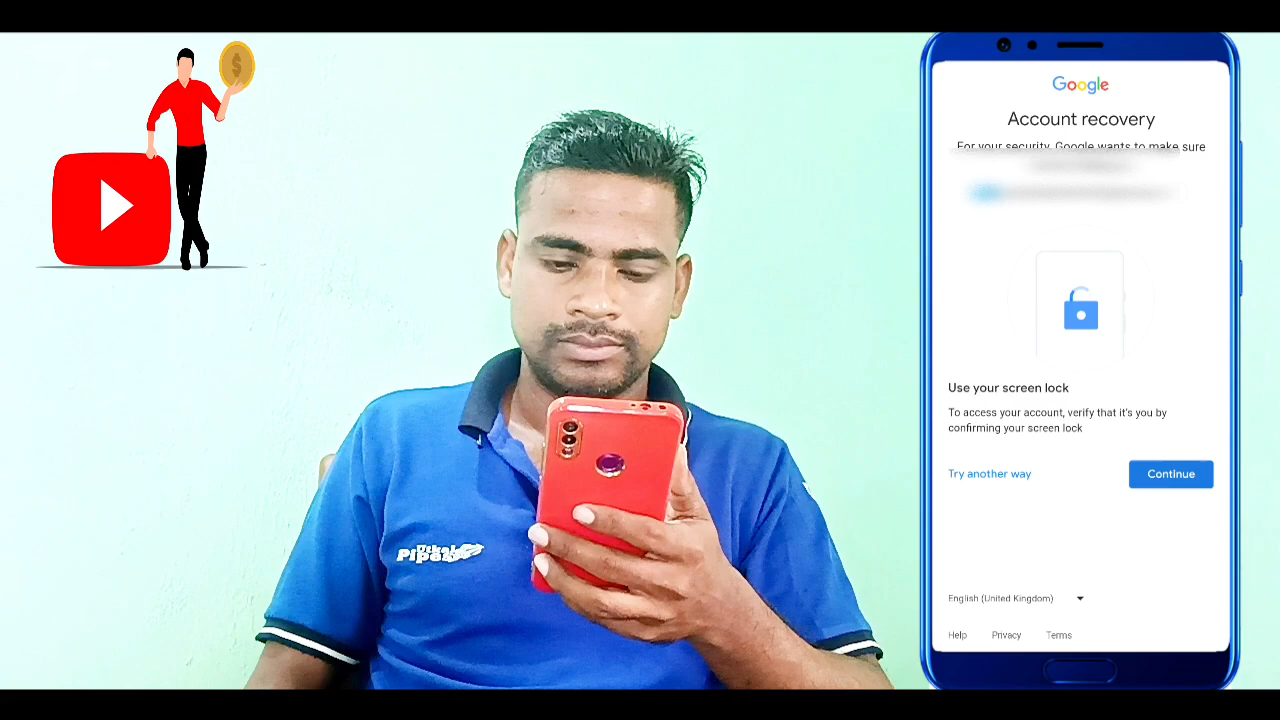 $
Google
Account recovery
For your security, Google wants to make sure
Use your screen lock
To access your account, verify that it's you by
confirming your screen lock
Try another way
Continue
English (United Kingdom)
Help
Privacy
Terms
Utkal
Pipes